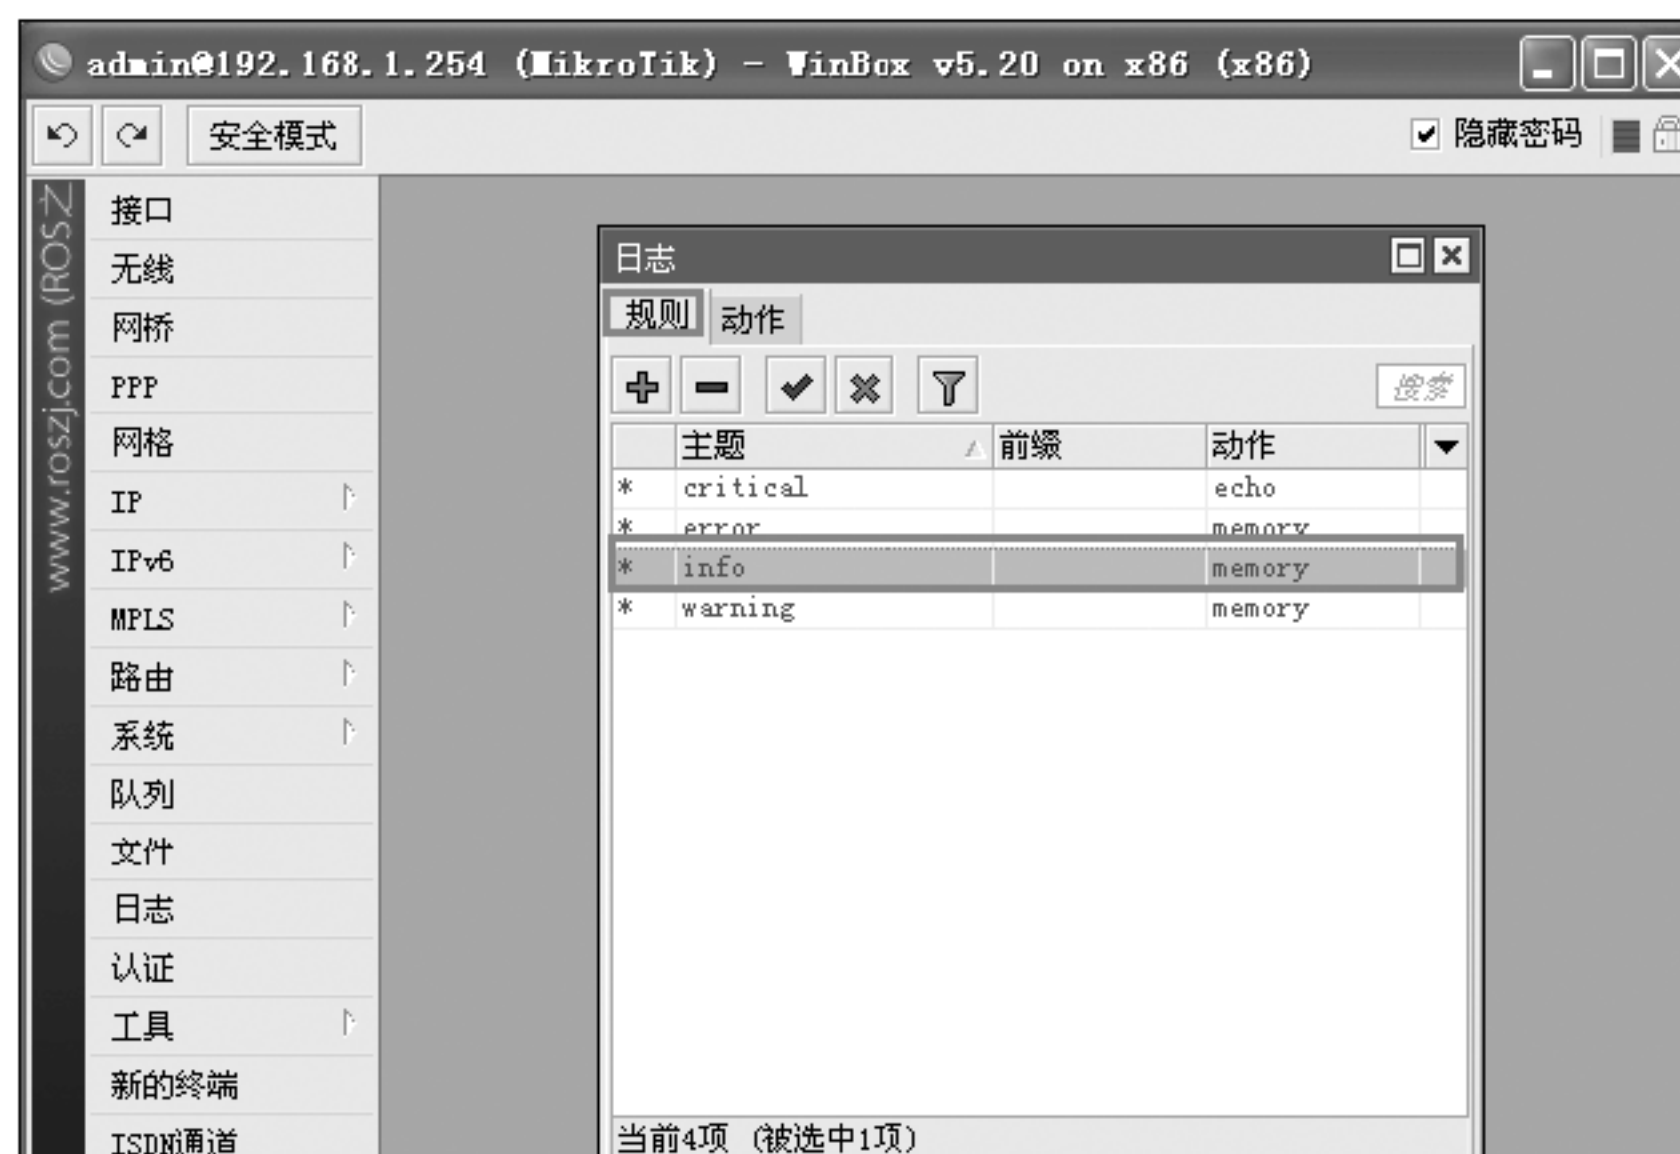 admin@192.168.1.254 (MikroTik) - WinBox v5.20 on x86 (x86)
安全模式
隐藏密码
www.roszj.com (ROS之
接口
无线
网桥
PPP
网格
IP
IPv6
MPLS
路由
系统
队列
文件
日志
认证
工具
新的终端
ISDN通道
日志
规则 动作
搜索
主题 前缀 动作
* critical echo
* error memory
* info memory
* warning memory
当前4项 (被选中1项)